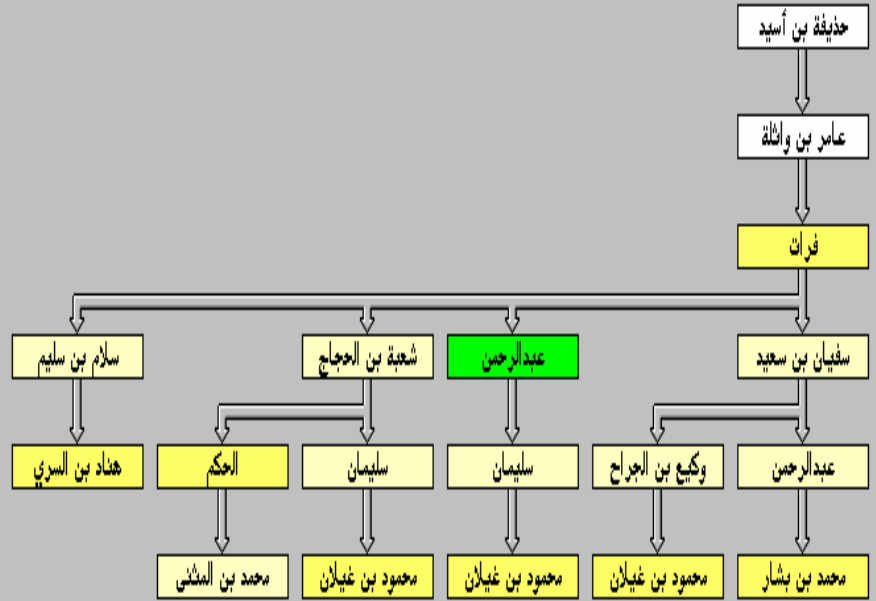 حذيفة بن أسيد
عامر بن واثلة
فرات
سفيان بن سعيد
عبدالرحمن
شعبة بن الحجاج
سلام بن سليم
عبدالرحمن
وكيع بن الجراح
سليمان
سليمان
الحكم
هناد بن السري
محمد بن بشار
محمود بن غيلان
محمود بن غيلان
محمود بن غيلان
محمد بن المثنى